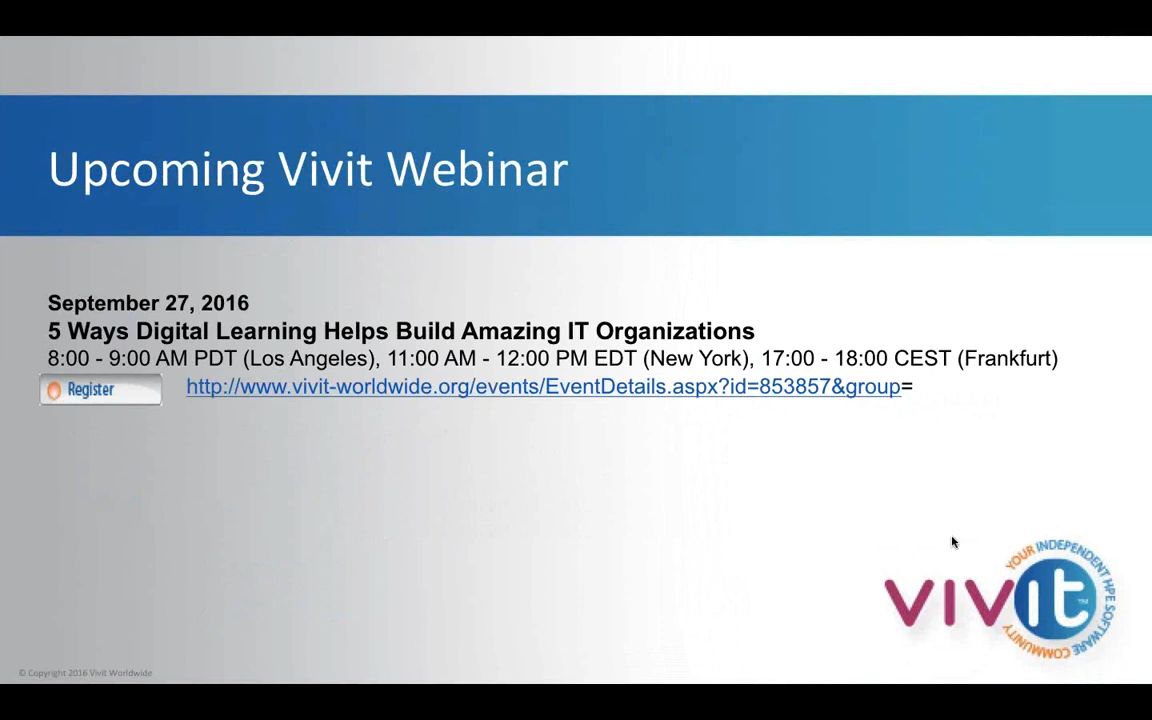 Upcoming Vivit Webinar
September 27, 2016
5 Ways Digital Learning Helps Build Amazing IT Organizations
8:00 - 9:00 AM PDT (Los Angeles), 11:00 AM - 12:00 PM EDT (New York), 17:00 - 18:00 CEST (Frankfurt)
Register http://www.vivit-worldwide.org/events/EventDetails.aspx?id=853857&group=
YOUR INDEPENDENT HPE SOFTWARE COMMUNITY
vivit™
© Copyright 2016 Vivit Worldwide